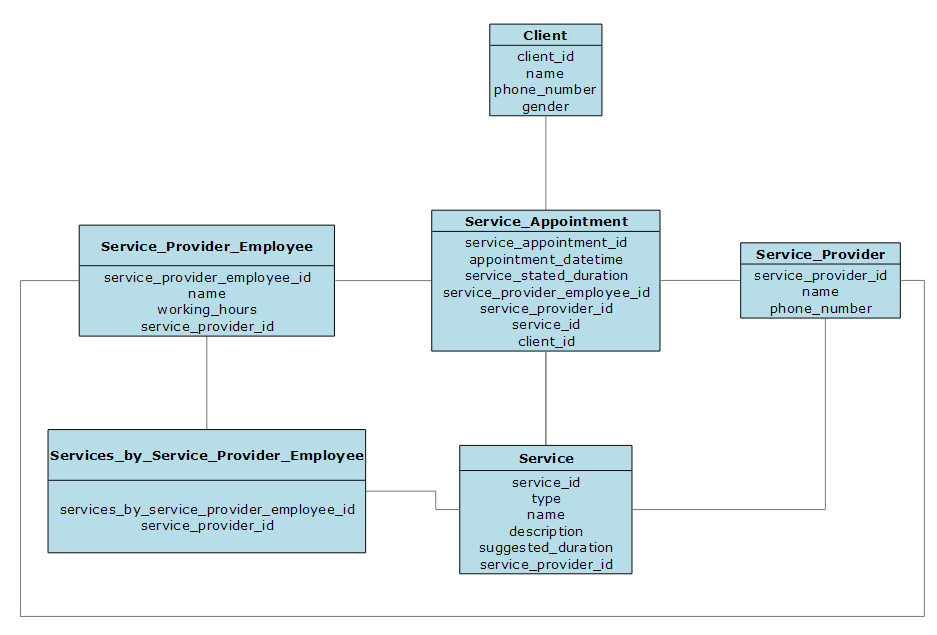 Client
client_id
name
phone_number
gender
Service_Provider_Employee
service_provider_employee_id
name
working_hours
service_provider_id
Service_Appointment
service_appointment_id
appointment_datetime
service_stated_duration
service_provider_employee_id
service_provider_id
service_id
client_id
Service_Provider
service_provider_id
name
phone_number
Services_by_Service_Provider_Employee
services_by_service_provider_employee_id
service_provider_id
Service
service_id
type
name
description
suggested_duration
service_provider_id